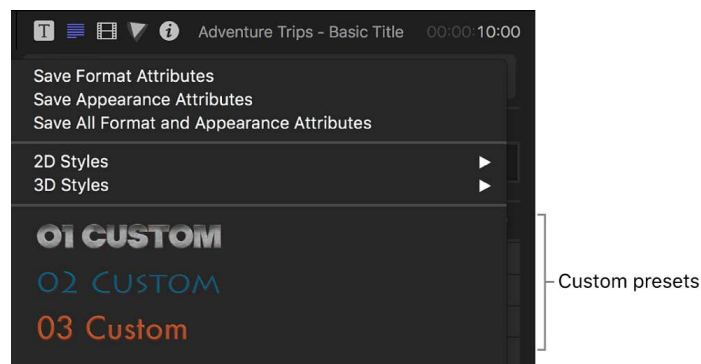 T Adventure Trips - Basic Title 00:00:10:00
Save Format Attributes
Save Appearance Attributes
Save All Format and Appearance Attributes
2D Styles
3D Styles
01 CUSTOM
02 CUSTOM
03 Custom
Custom presets